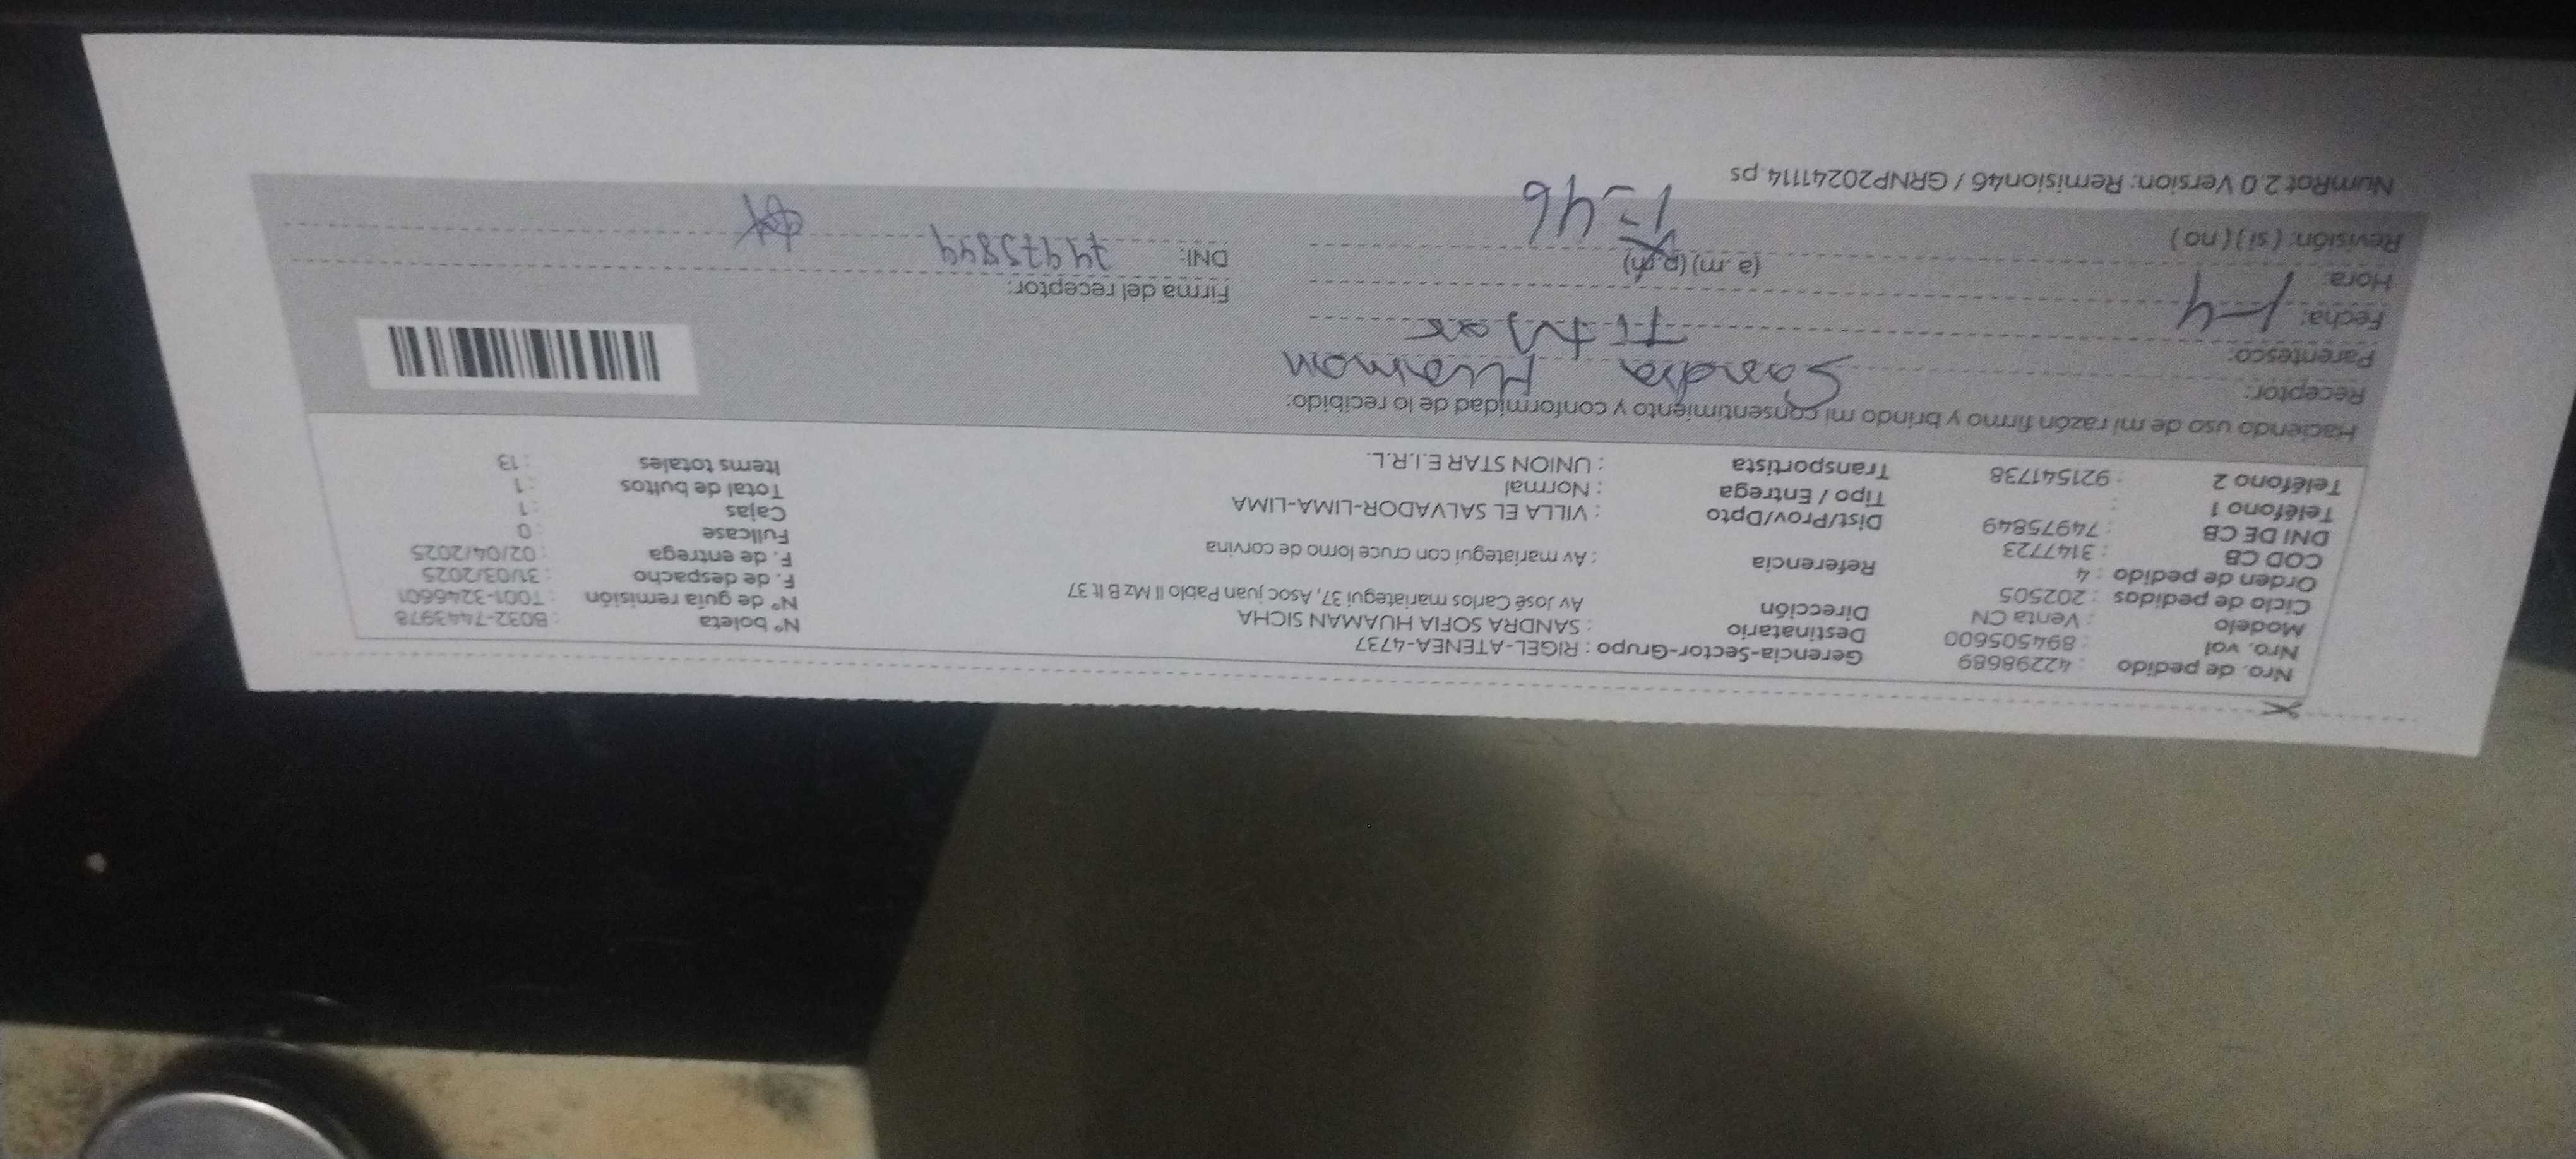 Nro. de pedido : 42298689
Nro. vol : 894505600
Modelo : Venta CN
Ciclo de pedidos : 202505
Orden de pedido : 4
COD CB : 3147723
DNI DE CB : 74975849
Teléfono 1 :
Teléfono 2 : 921541738
Gerencia-Sector-Grupo : RIGEL-ATENEA-4737
Destinatario : SANDRA SOFIA HUAMAN SICHA
Dirección Av José Carlos mariategui 37, Asoc juan Pablo II Mz B lt 37
Referencia : Av mariategui con cruce lomo de corvina
Dist/Prov/Dpto : VILLA EL SALVADOR-LIMA-LIMA
Tipo / Entrega : Normal
Transportista : UNION STAR E.I.R.L.
N° boleta : B032-7443978
N° de guía remisión : T001-3246601
F. de despacho : 31/03/2025
F. de entrega : 02/04/2025
Fullcase : 0
Cajas : 1
Total de bultos : 1
Items totales : 13
Haciendo uso de mi razón firmo y brindo mi consentimiento y conformidad de lo recibido:
Receptor: Sandra Huaman
Parentesco:
Fecha: 1-4
Hora: (a.m) (p.m) 1=46
Revisión: (si) (no)
Firma del receptor:
DNI:
NumRot 2.0 Version: Remision46 / GRNP20241114.ps